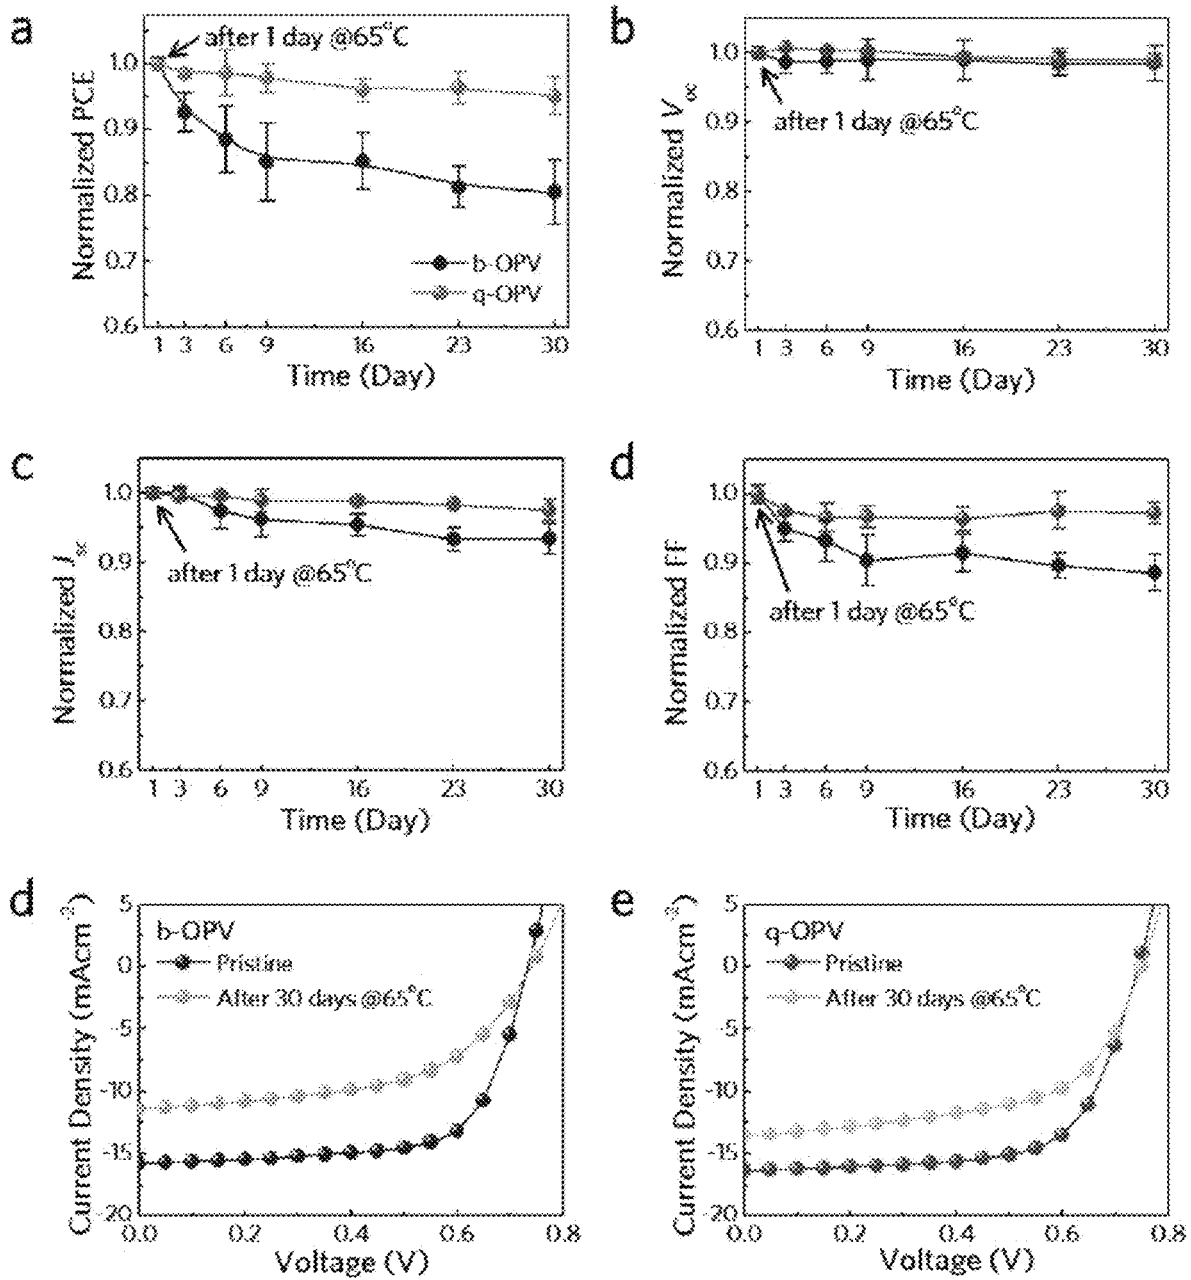 a
after 1 day @65°C
Normalized PCE
1.0
0.9
0.8
0.7
0.6
b-OPV
q-OPV
1 3 6 9 16 23 30
Time (Day)
b
Normalized Voc
1.0
0.9
0.8
0.7
0.6
after 1 day @65°C
1 3 6 9 16 23 30
Time (Day)
c
Normalized Jsc
1.0
0.9
0.8
0.7
0.6
after 1 day @65°C
1 3 6 9 16 23 30
Time (Day)
d
Normalized FF
1.0
0.9
0.8
0.7
0.6
after 1 day @65°C
1 3 6 9 16 23 30
Time (Day)
d
Current Density (mAcm-2)
5
0
-5
-10
-15
-20
b-OPV
Pristine
After 30 days @65°C
0.0 0.2 0.4 0.6 0.8
Voltage (V)
e
Current Density (mAcm-2)
5
0
-5
-10
-15
-20
q-OPV
Pristine
After 30 days @65°C
0.0 0.2 0.4 0.6 0.8
Voltage (V)